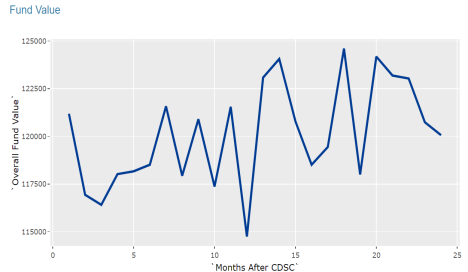 Fund Value
125000
122500
120000
117500
115000
`Overall Fund Value`
0 5 10 15 20 25
`Months After CDSC`